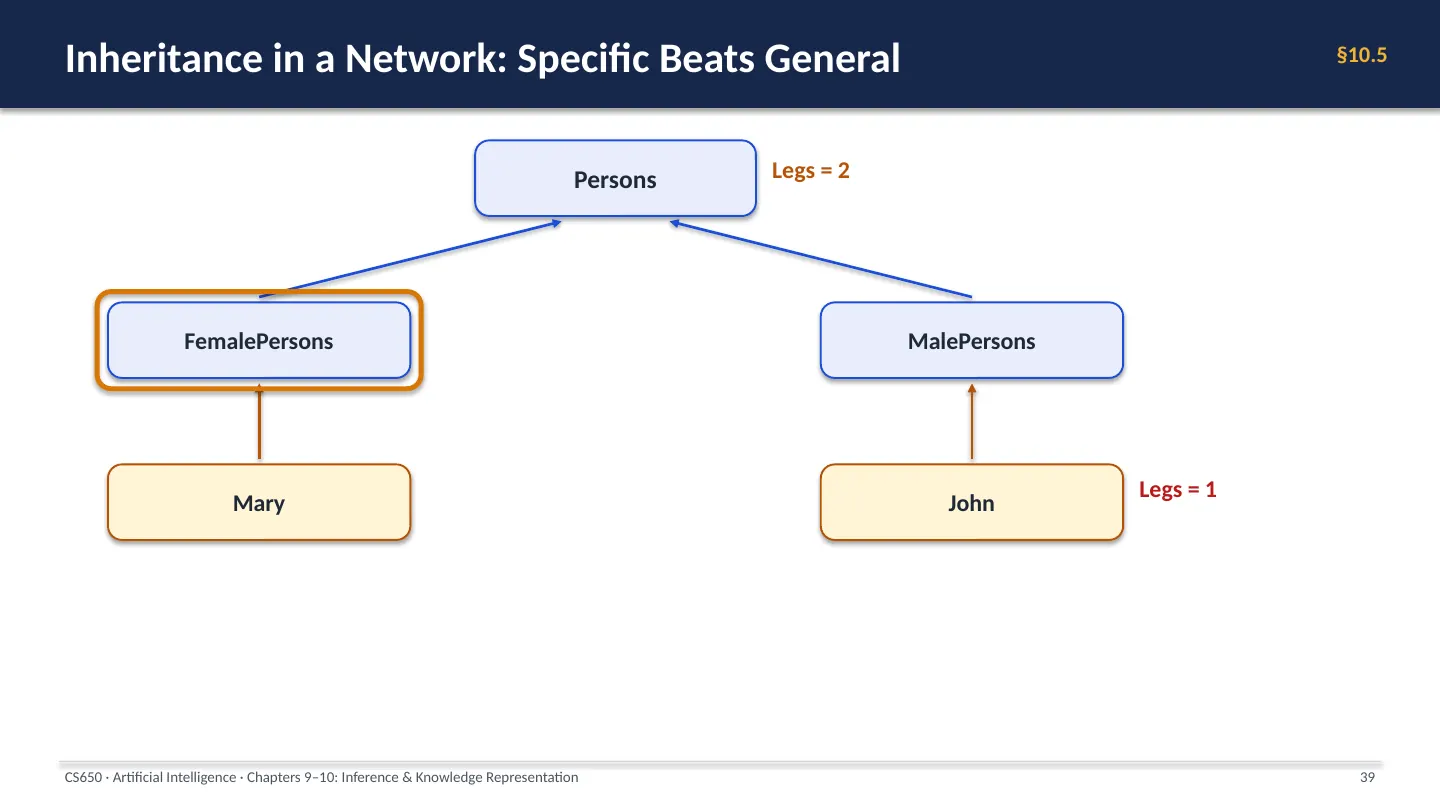 Inheritance in a Network: Specific Beats General
§10.5
Persons
Legs = 2
FemalePersons
MalePersons
Mary
John
Legs = 1
CS650 · Artificial Intelligence · Chapters 9–10: Inference & Knowledge Representation
39